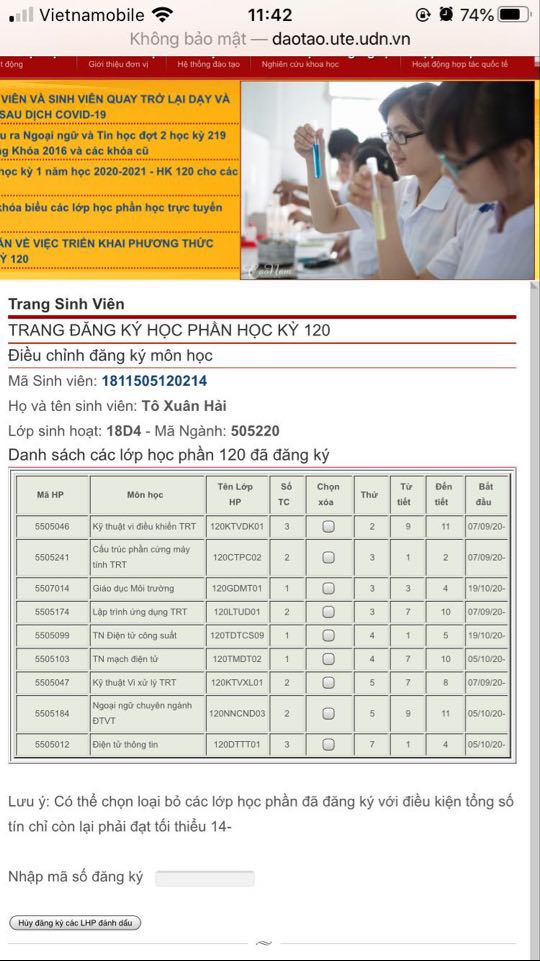 Vietnamobile 11:42 74%
Không bảo mật — daotao.ute.udn.vn
t động Giới thiệu đơn vị Hệ thống đào tạo Nghiên cứu khoa học Hoạt động hợp tác quốc tế
VIÊN VÀ SINH VIÊN QUAY TRỞ LẠI DẠY VÀ
SAU DỊCH COVID-19
u ra Ngoại ngữ và Tin học đợt 2 học kỳ 219
ng Khóa 2016 và các khóa cũ
học kỳ 1 năm học 2020-2021 - HK 120 cho các
khóa biểu các lớp học phần học trực tuyến
ẪN VỀ VIỆC TRIỂN KHAI PHƯƠNG THỨC
Ỳ 120
Trang Sinh Viên
TRANG ĐĂNG KÝ HỌC PHẦN HỌC KỲ 120
Điều chỉnh đăng ký môn học
Mã Sinh viên: 1811505120214
Họ và tên sinh viên: Tô Xuân Hải
Lớp sinh hoạt: 18D4 - Mã Ngành: 505220
Danh sách các lớp học phần 120 đã đăng ký
Mã HP Môn học Tên Lớp HP Số TC Chọn xóa Thứ Từ tiết Đến tiết Bắt đầu
5505046 Kỹ thuật vi điều khiển TRT 120KTVDK01 3 2 9 11 07/09/20-
5505241 Cấu trúc phần cứng máy tính TRT 120CTPC02 2 3 1 2 07/09/20-
5507014 Giáo dục Môi trường 120GDMT01 1 3 3 4 19/10/20-
5505174 Lập trình ứng dụng TRT 120LTUD01 2 3 7 10 07/09/20-
5505099 TN Điện tử công suất 120TDTCS09 1 4 1 5 19/10/20-
5505103 TN mạch điện tử 120TMDT02 1 4 7 10 05/10/20-
5505047 Kỹ thuật Vi xử lý TRT 120KTVXL01 2 5 7 8 07/09/20-
5505184 Ngoại ngữ chuyên ngành ĐTVT 120NNCND03 2 5 9 11 05/10/20-
5505012 Điện tử thông tin 120DTTT01 3 7 1 4 05/10/20-
Lưu ý: Có thể chọn loại bỏ các lớp học phần đã đăng ký với điều kiện tổng số
tín chỉ còn lại phải đạt tối thiểu 14-
Nhập mã số đăng ký
Hủy đăng ký các LHP đánh dấu